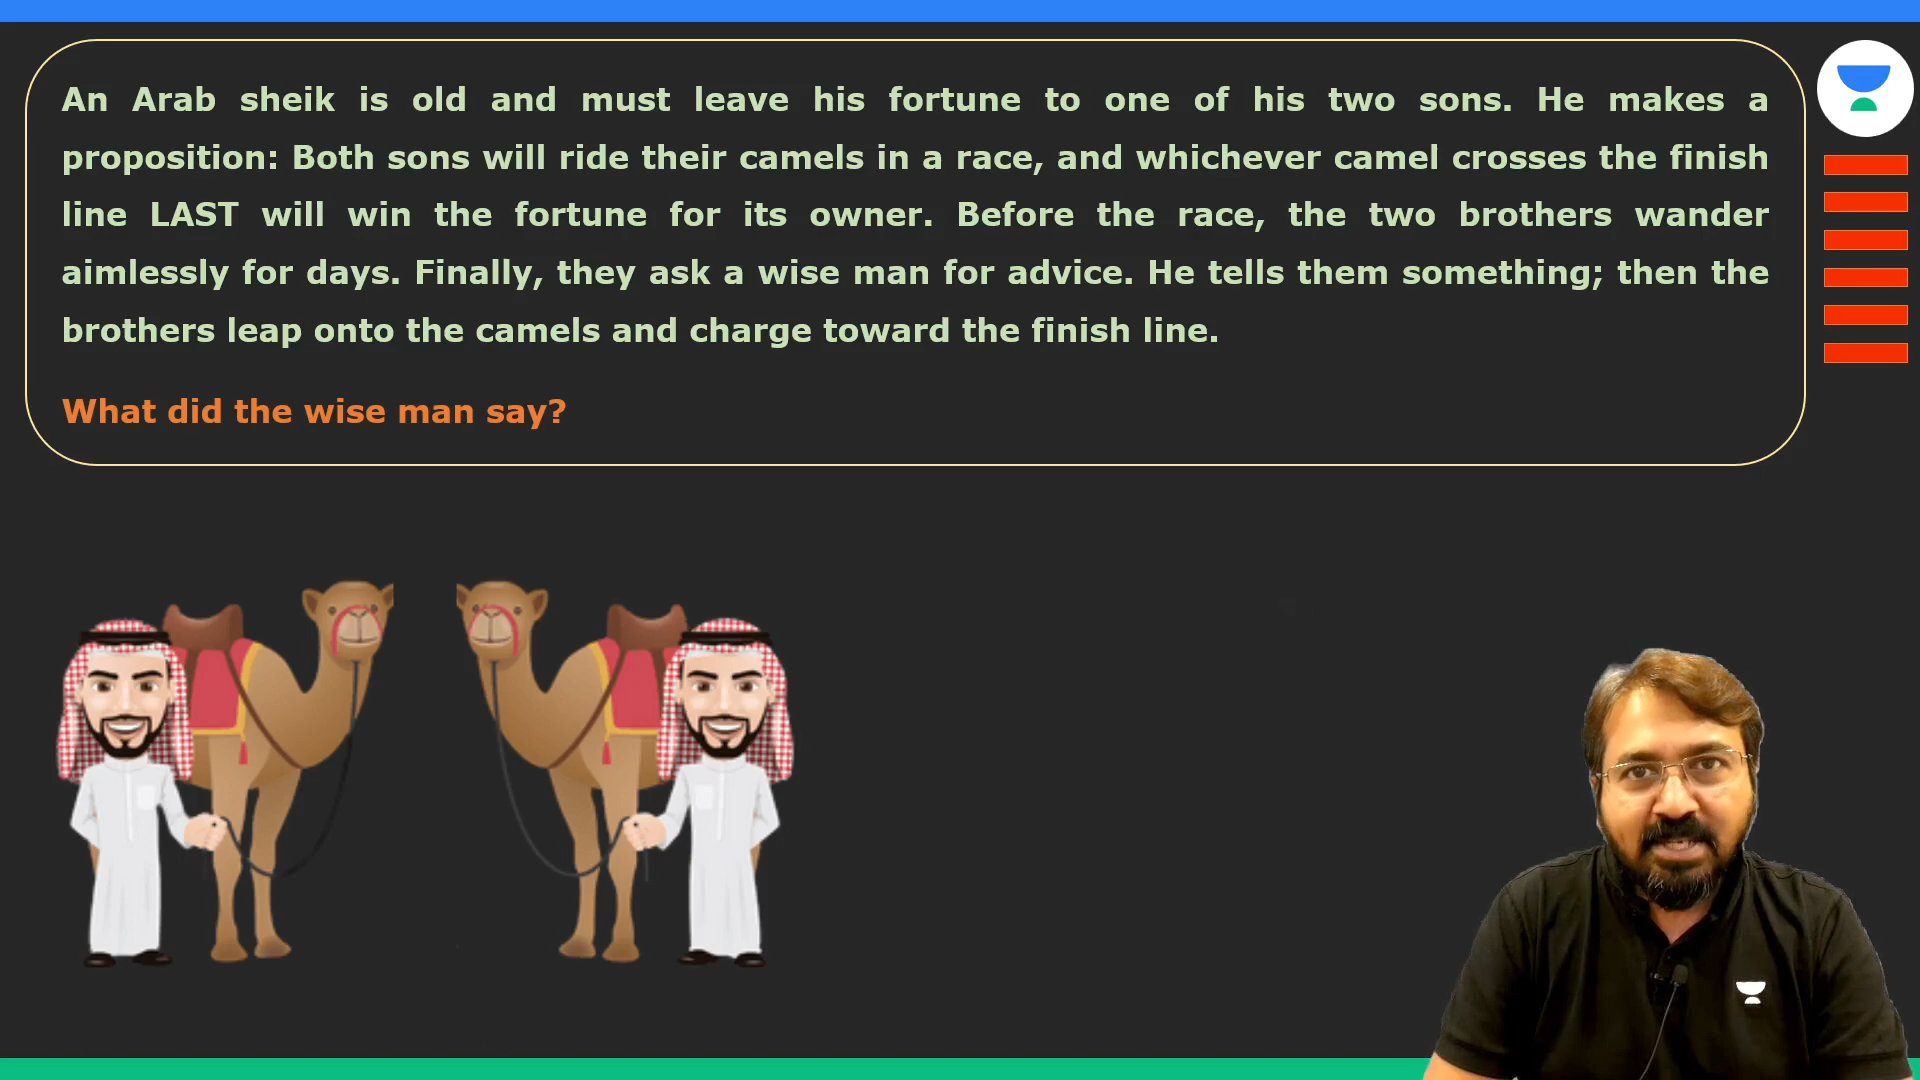 An Arab sheik is old and must leave his fortune to one of his two sons. He makes a
proposition: Both sons will ride their camels in a race, and whichever camel crosses the finish
line LAST will win the fortune for its owner. Before the race, the two brothers wander
aimlessly for days. Finally, they ask a wise man for advice. He tells them something; then the
brothers leap onto the camels and charge toward the finish line.
What did the wise man say?